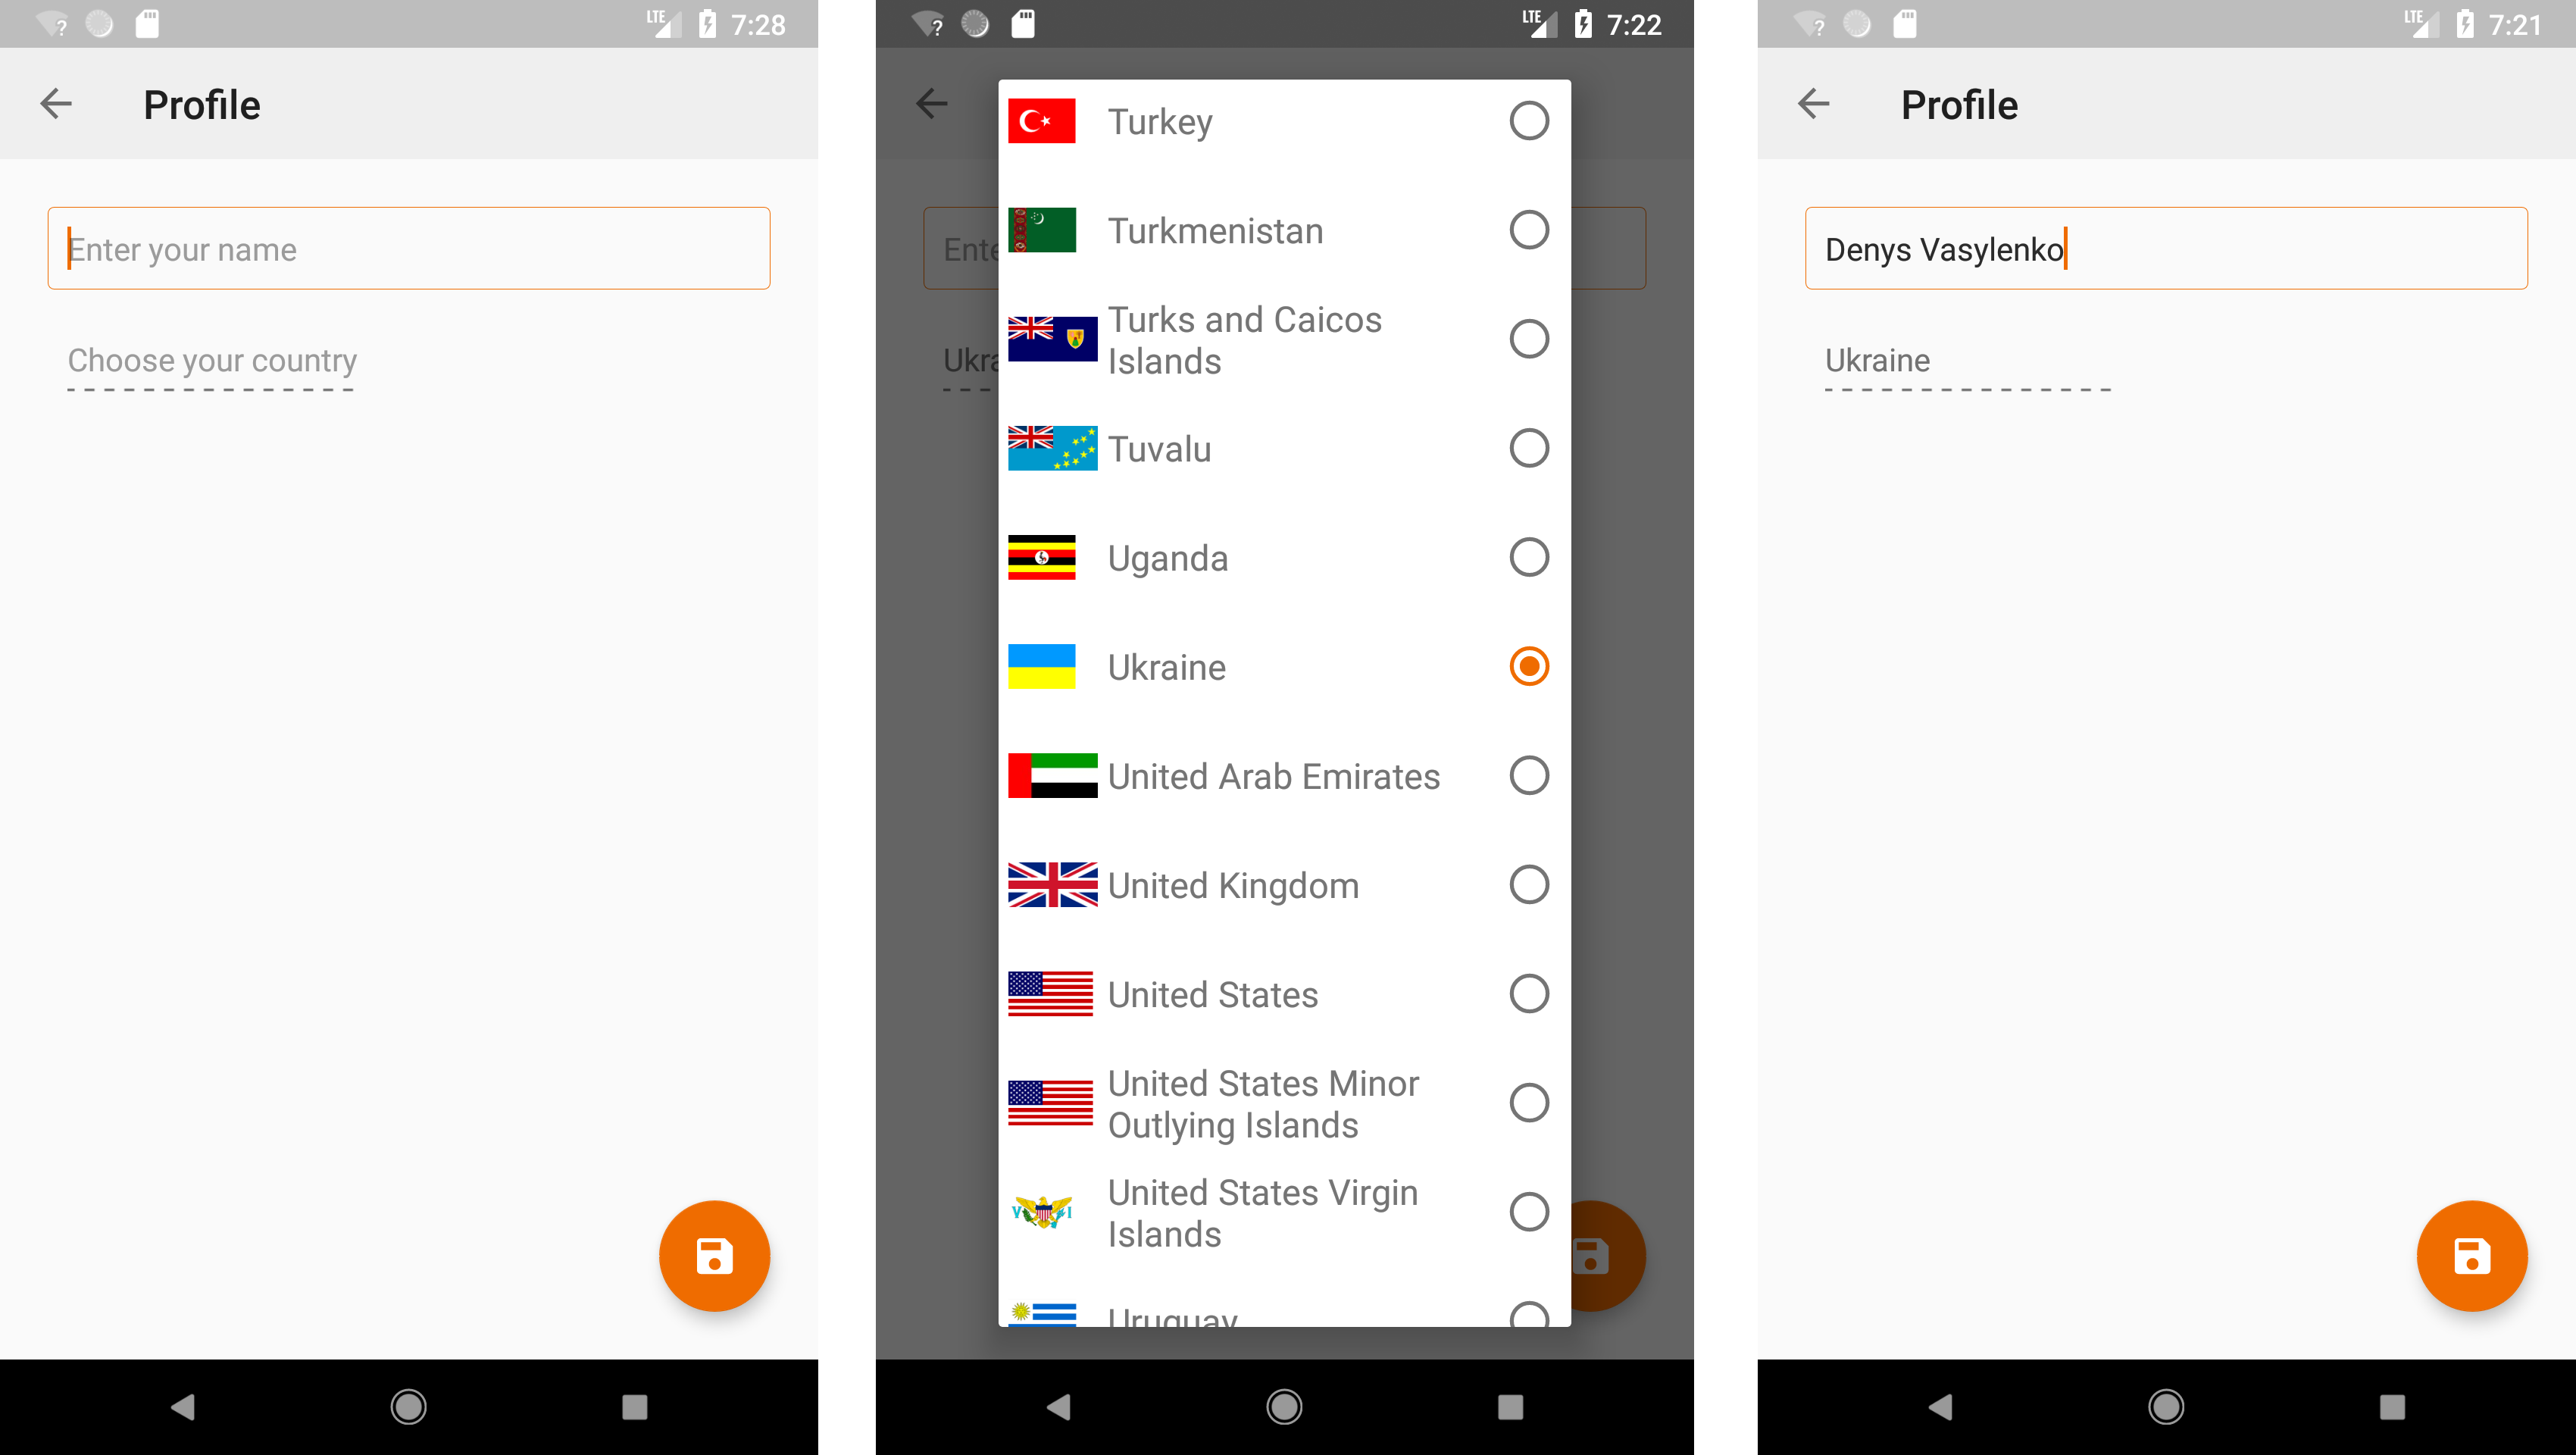 LTE 7:28
Profile
Enter your name
Choose your country
LTE 7:22
Ente
Ukra
Turkey
Turkmenistan
Turks and Caicos
Islands
Tuvalu
Uganda
Ukraine
United Arab Emirates
United Kingdom
United States
United States Minor
Outlying Islands
V I
United States Virgin
Islands
Uruguay
LTE 7:21
Profile
Denys Vasylenko
Ukraine